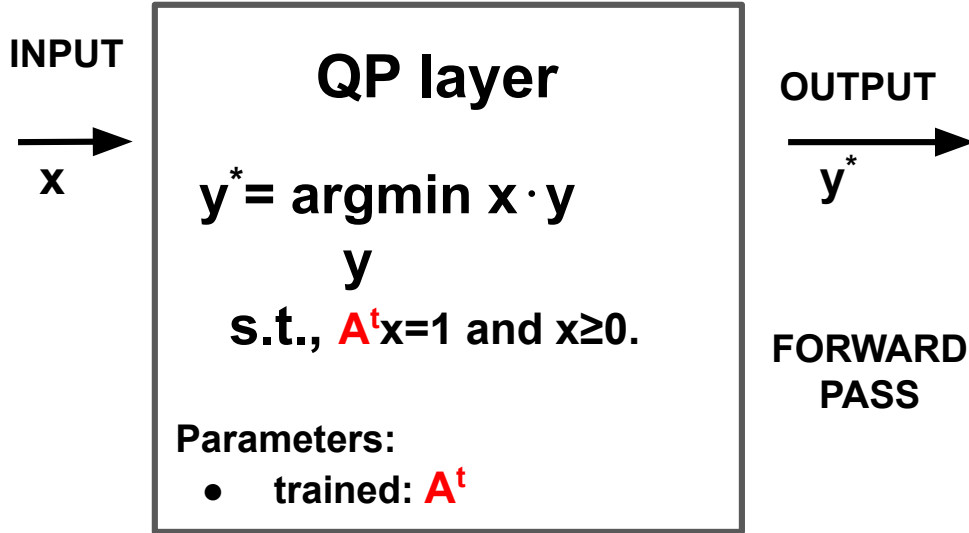 INPUT
x
QP layer
y*= argmin x · y
y
s.t., Aᵗx=1 and x≥0.
Parameters:
● trained: Aᵗ
OUTPUT
y*
FORWARD
PASS